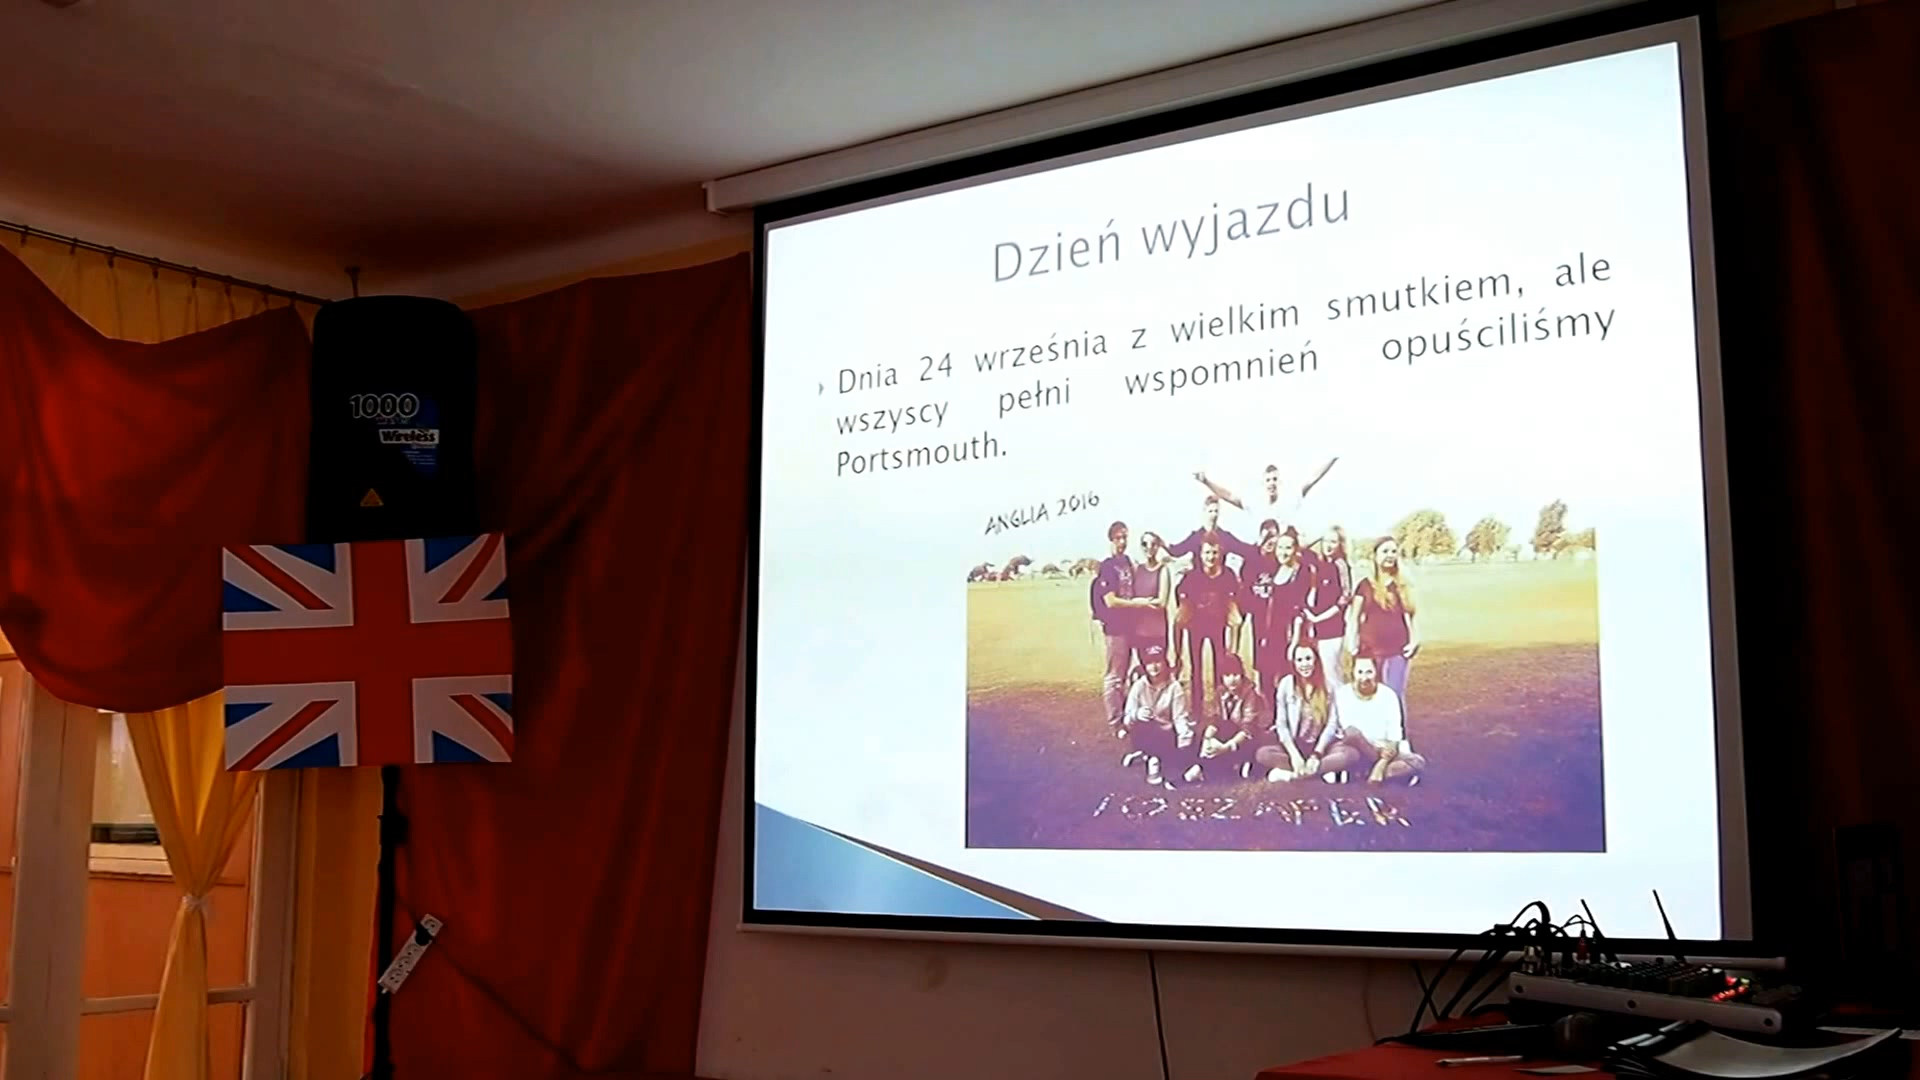 Dzień wyjazdu
Dnia 24 września z wielkim smutkiem, ale
wszyscy pełni wspomnień opuściliśmy
Portsmouth.
ANGLIA 2016
1000
Wireless